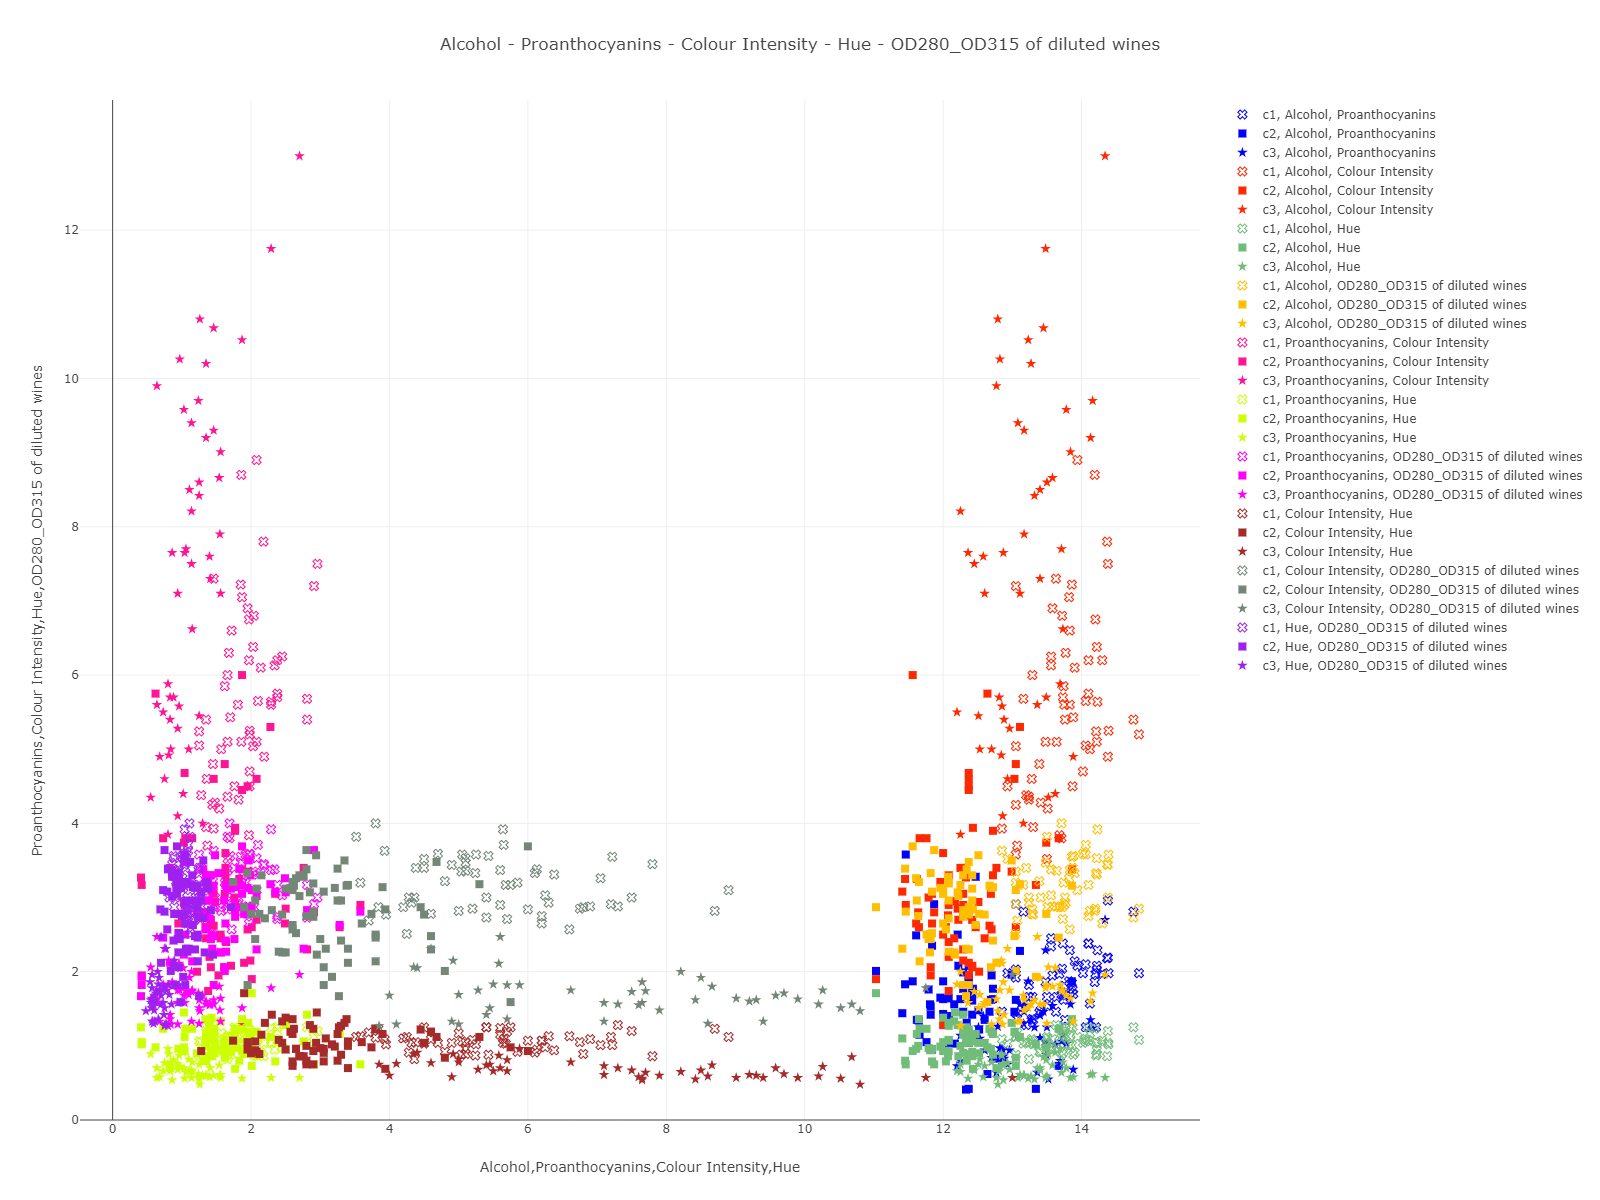 Alcohol - Proanthocyanins - Colour Intensity - Hue - OD280_OD315 of diluted wines
Proanthocyanins,Colour Intensity,Hue,OD280_OD315 of diluted wines
12
10
8
6
4
2
0
0 2 4 6 8 10 12 14
Alcohol,Proanthocyanins,Colour Intensity,Hue
c1, Alcohol, Proanthocyanins
c2, Alcohol, Proanthocyanins
c3, Alcohol, Proanthocyanins
c1, Alcohol, Colour Intensity
c2, Alcohol, Colour Intensity
c3, Alcohol, Colour Intensity
c1, Alcohol, Hue
c2, Alcohol, Hue
c3, Alcohol, Hue
c1, Alcohol, OD280_OD315 of diluted wines
c2, Alcohol, OD280_OD315 of diluted wines
c3, Alcohol, OD280_OD315 of diluted wines
c1, Proanthocyanins, Colour Intensity
c2, Proanthocyanins, Colour Intensity
c3, Proanthocyanins, Colour Intensity
c1, Proanthocyanins, Hue
c2, Proanthocyanins, Hue
c3, Proanthocyanins, Hue
c1, Proanthocyanins, OD280_OD315 of diluted wines
c2, Proanthocyanins, OD280_OD315 of diluted wines
c3, Proanthocyanins, OD280_OD315 of diluted wines
c1, Colour Intensity, Hue
c2, Colour Intensity, Hue
c3, Colour Intensity, Hue
c1, Colour Intensity, OD280_OD315 of diluted wines
c2, Colour Intensity, OD280_OD315 of diluted wines
c3, Colour Intensity, OD280_OD315 of diluted wines
c1, Hue, OD280_OD315 of diluted wines
c2, Hue, OD280_OD315 of diluted wines
c3, Hue, OD280_OD315 of diluted wines